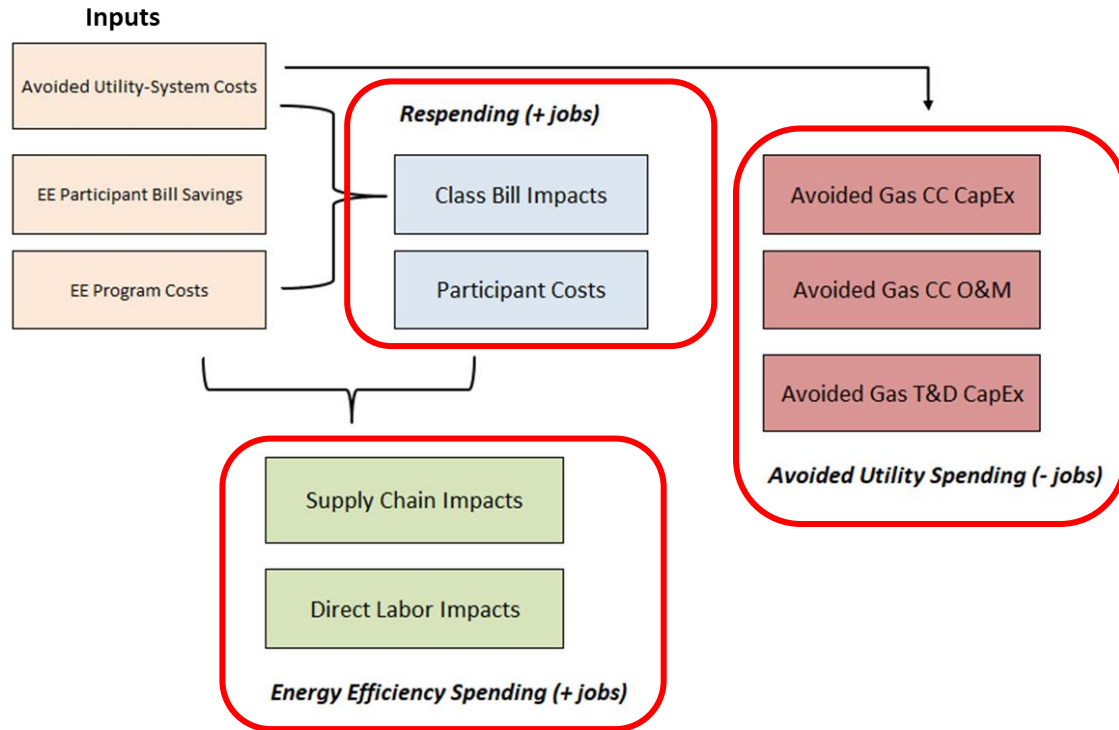 Inputs
Avoided Utility-System Costs
EE Participant Bill Savings
EE Program Costs
Respending (+ jobs)
Class Bill Impacts
Participant Costs
Avoided Gas CC CapEx
Avoided Gas CC O&M
Avoided Gas T&D CapEx
Avoided Utility Spending (- jobs)
Supply Chain Impacts
Direct Labor Impacts
Energy Efficiency Spending (+ jobs)